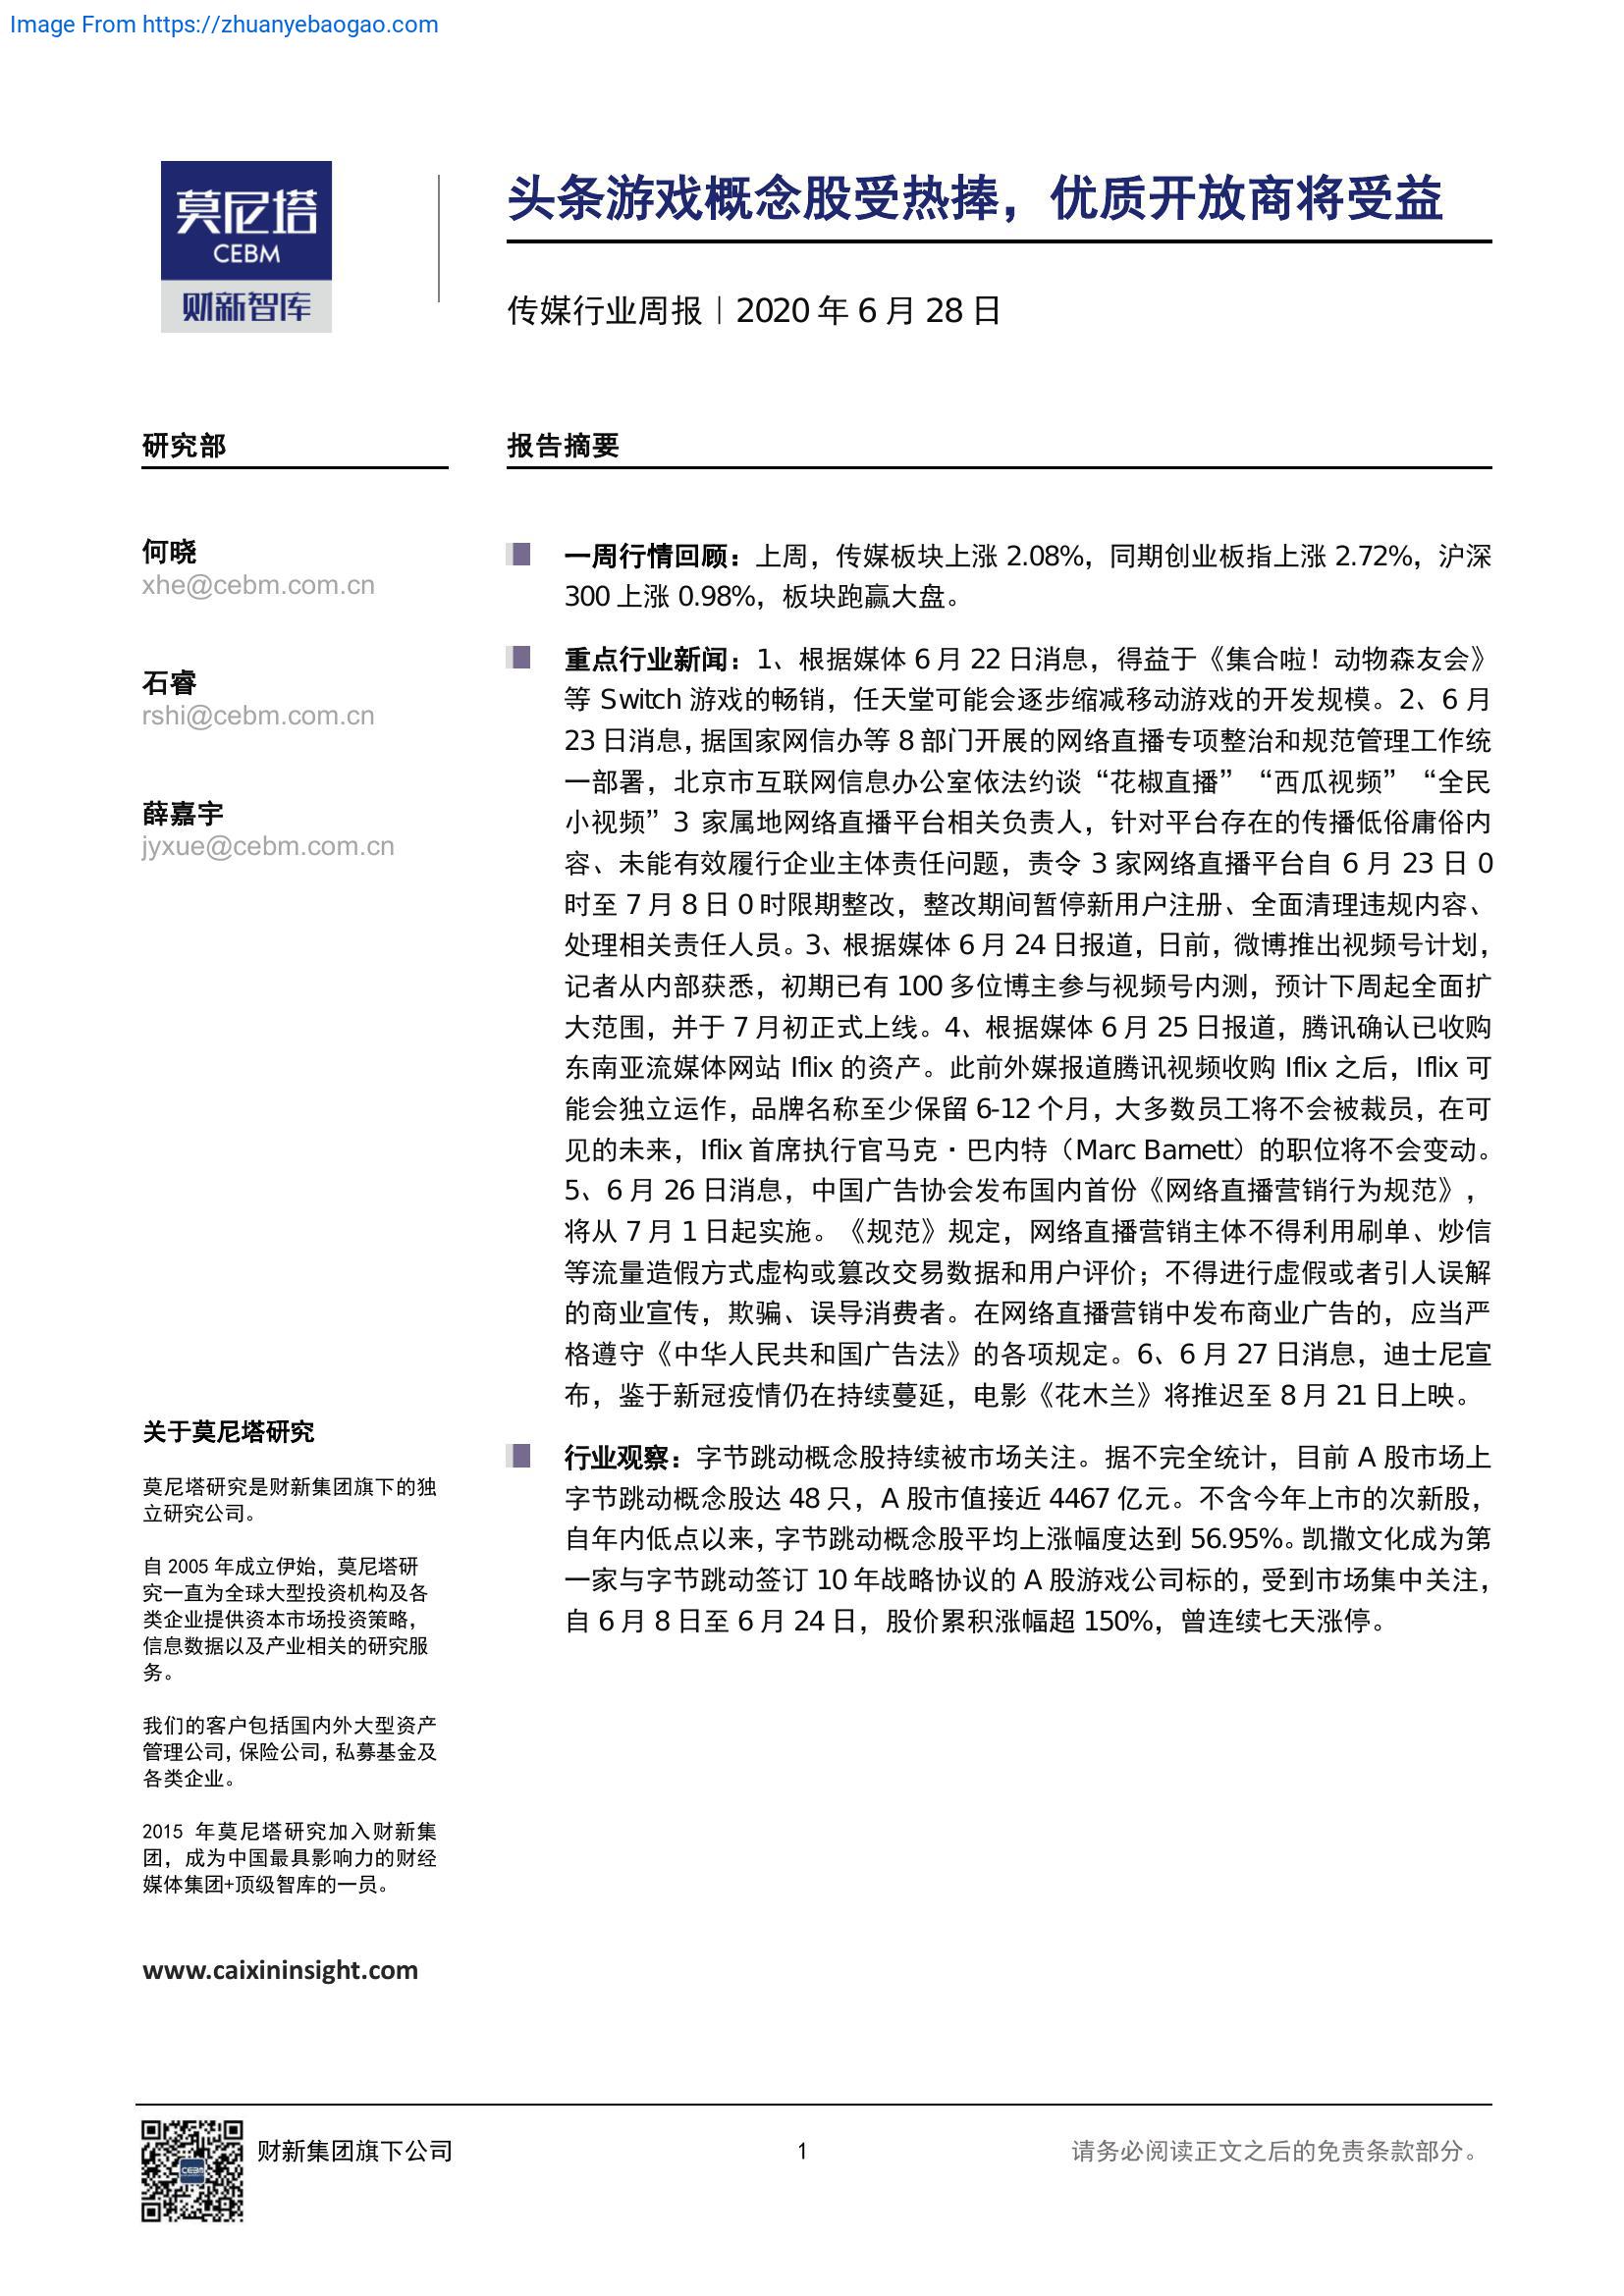 Image From https://zhuanyebaogao.com
莫尼塔
CEBM
财新智库
头条游戏概念股受热捧，优质开放商将受益
传媒行业周报｜2020 年 6 月 28 日
研究部
何晓
xhe@cebm.com.cn
石睿
rshi@cebm.com.cn
薛嘉宇
jyxue@cebm.com.cn
关于莫尼塔研究
莫尼塔研究是财新集团旗下的独
立研究公司。
自 2005 年成立伊始，莫尼塔研
究一直为全球大型投资机构及各
类企业提供资本市场投资策略，
信息数据以及产业相关的研究服
务。
我们的客户包括国内外大型资产
管理公司，保险公司，私募基金及
各类企业。
2015 年莫尼塔研究加入财新集
团，成为中国最具影响力的财经
媒体集团+顶级智库的一员。
www.caixininsight.com
报告摘要
一周行情回顾：上周，传媒板块上涨 2.08%，同期创业板指上涨 2.72%，沪深
300 上涨 0.98%，板块跑赢大盘。
重点行业新闻：1、根据媒体 6 月 22 日消息，得益于《集合啦！动物森友会》
等 Switch 游戏的畅销，任天堂可能会逐步缩减移动游戏的开发规模。2、6 月
23 日消息，据国家网信办等 8 部门开展的网络直播专项整治和规范管理工作统
一部署，北京市互联网信息办公室依法约谈“花椒直播”“西瓜视频”“全民
小视频”3 家属地网络直播平台相关负责人，针对平台存在的传播低俗庸俗内
容、未能有效履行企业主体责任问题，责令 3 家网络直播平台自 6 月 23 日 0
时至 7 月 8 日 0 时限期整改，整改期间暂停新用户注册、全面清理违规内容、
处理相关责任人员。3、根据媒体 6 月 24 日报道，日前，微博推出视频号计划，
记者从内部获悉，初期已有 100 多位博主参与视频号内测，预计下周起全面扩
大范围，并于 7 月初正式上线。4、根据媒体 6 月 25 日报道，腾讯确认已收购
东南亚流媒体网站 Iflix 的资产。此前外媒报道腾讯视频收购 Iflix 之后，Iflix 可
能会独立运作，品牌名称至少保留 6-12 个月，大多数员工将不会被裁员，在可
见的未来，Iflix 首席执行官马克·巴内特（Marc Barnett）的职位将不会变动。
5、6 月 26 日消息，中国广告协会发布国内首份《网络直播营销行为规范》，
将从 7 月 1 日起实施。《规范》规定，网络直播营销主体不得利用刷单、炒信
等流量造假方式虚构或篡改交易数据和用户评价；不得进行虚假或者引人误解
的商业宣传，欺骗、误导消费者。在网络直播营销中发布商业广告的，应当严
格遵守《中华人民共和国广告法》的各项规定。6、6 月 27 日消息，迪士尼宣
布，鉴于新冠疫情仍在持续蔓延，电影《花木兰》将推迟至 8 月 21 日上映。
行业观察：字节跳动概念股持续被市场关注。据不完全统计，目前 A 股市场上
字节跳动概念股达 48 只，A 股市值接近 4467 亿元。不含今年上市的次新股，
自年内低点以来，字节跳动概念股平均上涨幅度达到 56.95%。凯撒文化成为第
一家与字节跳动签订 10 年战略协议的 A 股游戏公司标的，受到市场集中关注，
自 6 月 8 日至 6 月 24 日，股价累积涨幅超 150%，曾连续七天涨停。
CEBM
财新集团旗下公司
1
请务必阅读正文之后的免责条款部分。